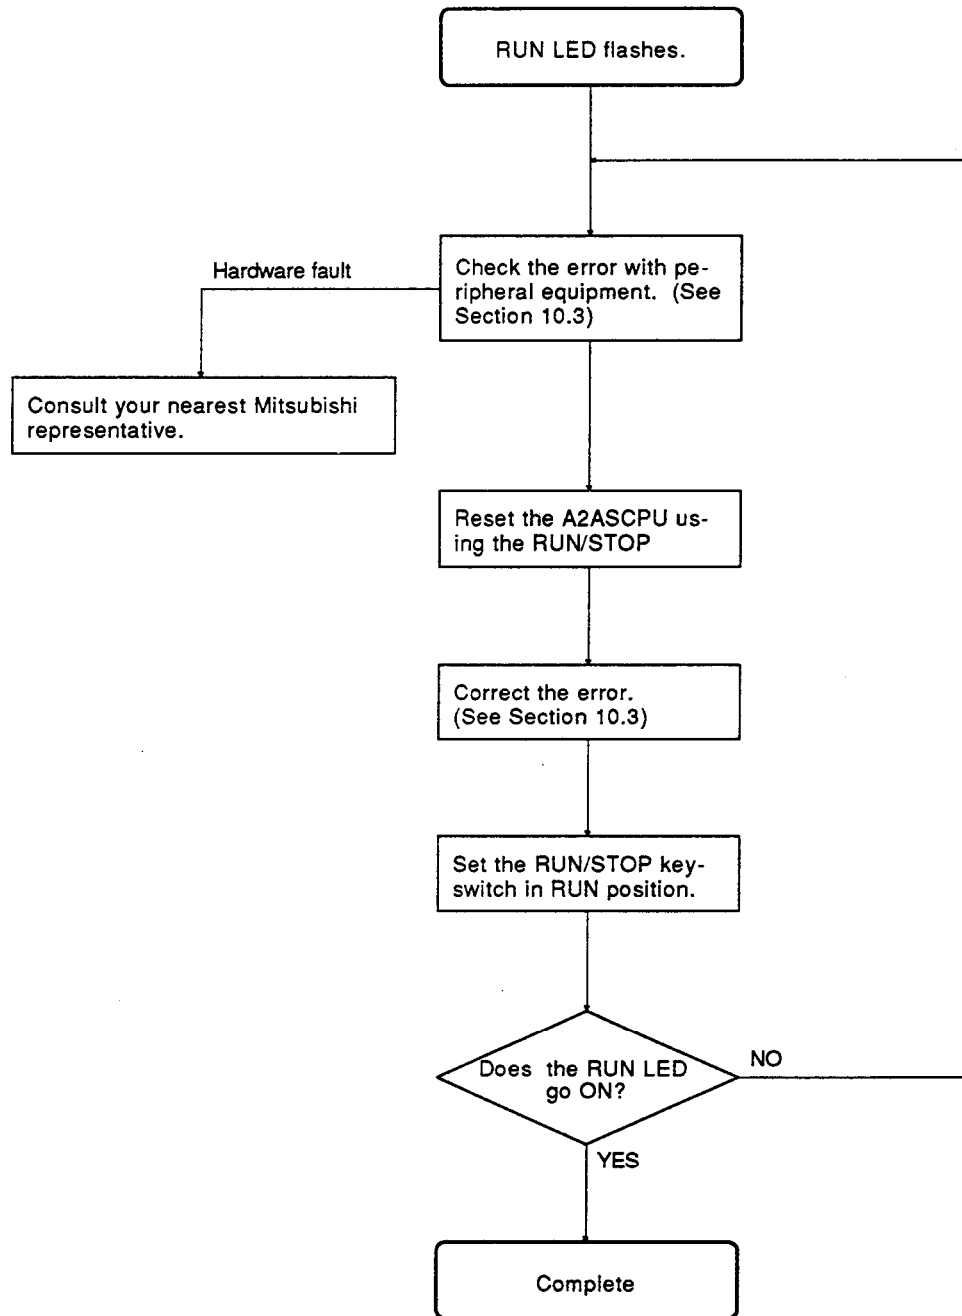 RUN LED flashes.
Hardware fault
Check the error with pe-
ripheral equipment. (See
Section 10.3)
Consult your nearest Mitsubishi
representative.
Reset the A2ASCPU us-
ing the RUN/STOP
Correct the error.
(See Section 10.3)
Set the RUN/STOP key-
switch in RUN position.
Does the RUN LED
go ON?
NO
YES
Complete